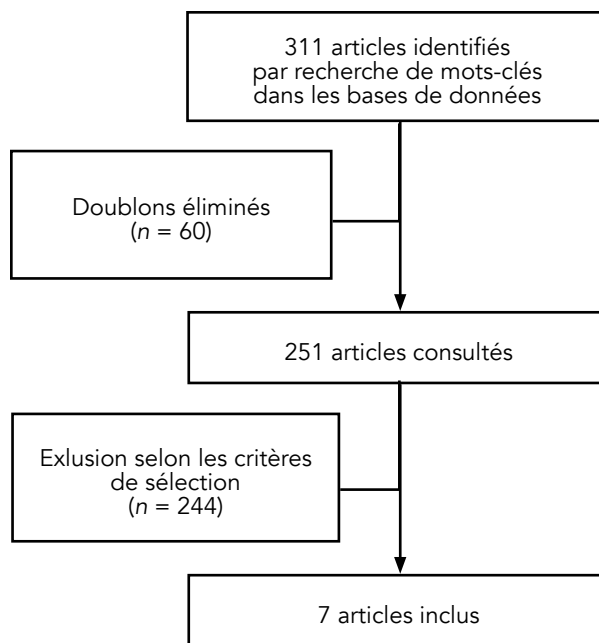 311 articles identifiés
par recherche de mots-clés
dans les bases de données
Doublons éliminés
(n = 60)
251 articles consultés
Exlusion selon les critères
de sélection
(n = 244)
7 articles inclus